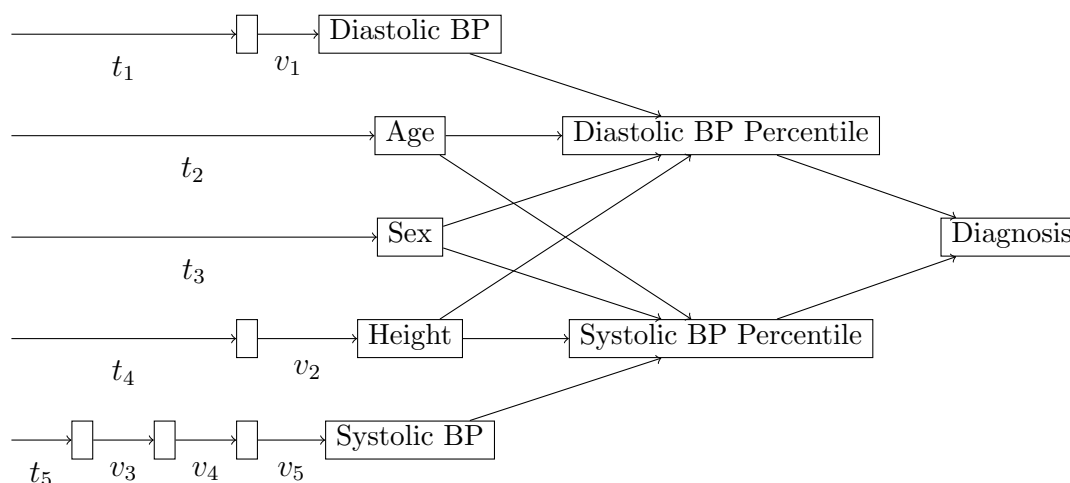 Diastolic BP
t1
v1
Age
Diastolic BP Percentile
t2
Sex
Diagnosis
t3
Height
Systolic BP Percentile
t4
v2
Systolic BP
t5
v3
v4
v5